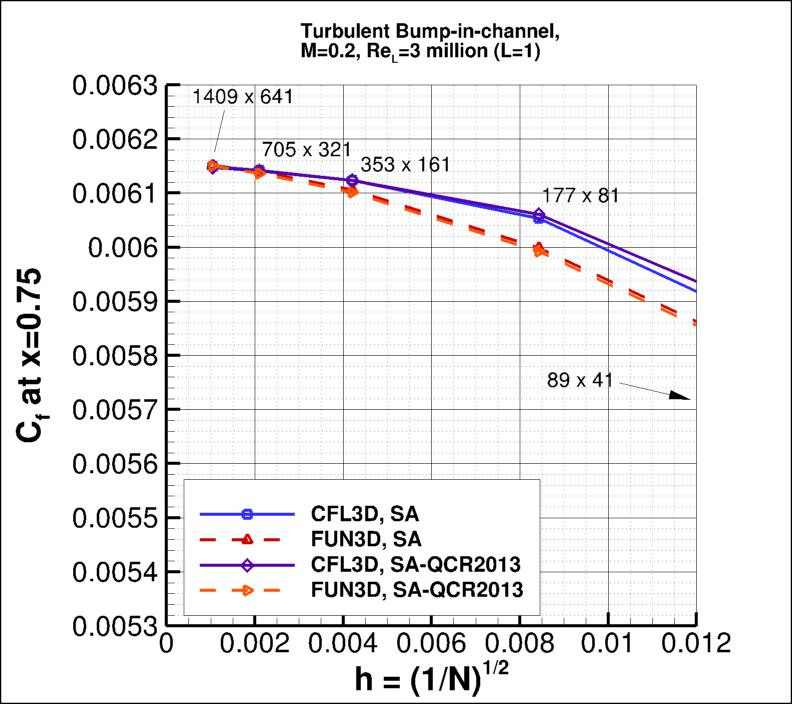 Turbulent Bump-in-channel,
M=0.2, Re_L=3 million (L=1)
0.0063
0.0062
0.0061
0.006
0.0059
0.0058
0.0057
0.0056
0.0055
0.0054
0.0053
C_f at x=0.75
1409 x 641
705 x 321
353 x 161
177 x 81
89 x 41
CFL3D, SA
FUN3D, SA
CFL3D, SA-QCR2013
FUN3D, SA-QCR2013
0 0.002 0.004 0.006 0.008 0.01 0.012
h = (1/N)^1/2